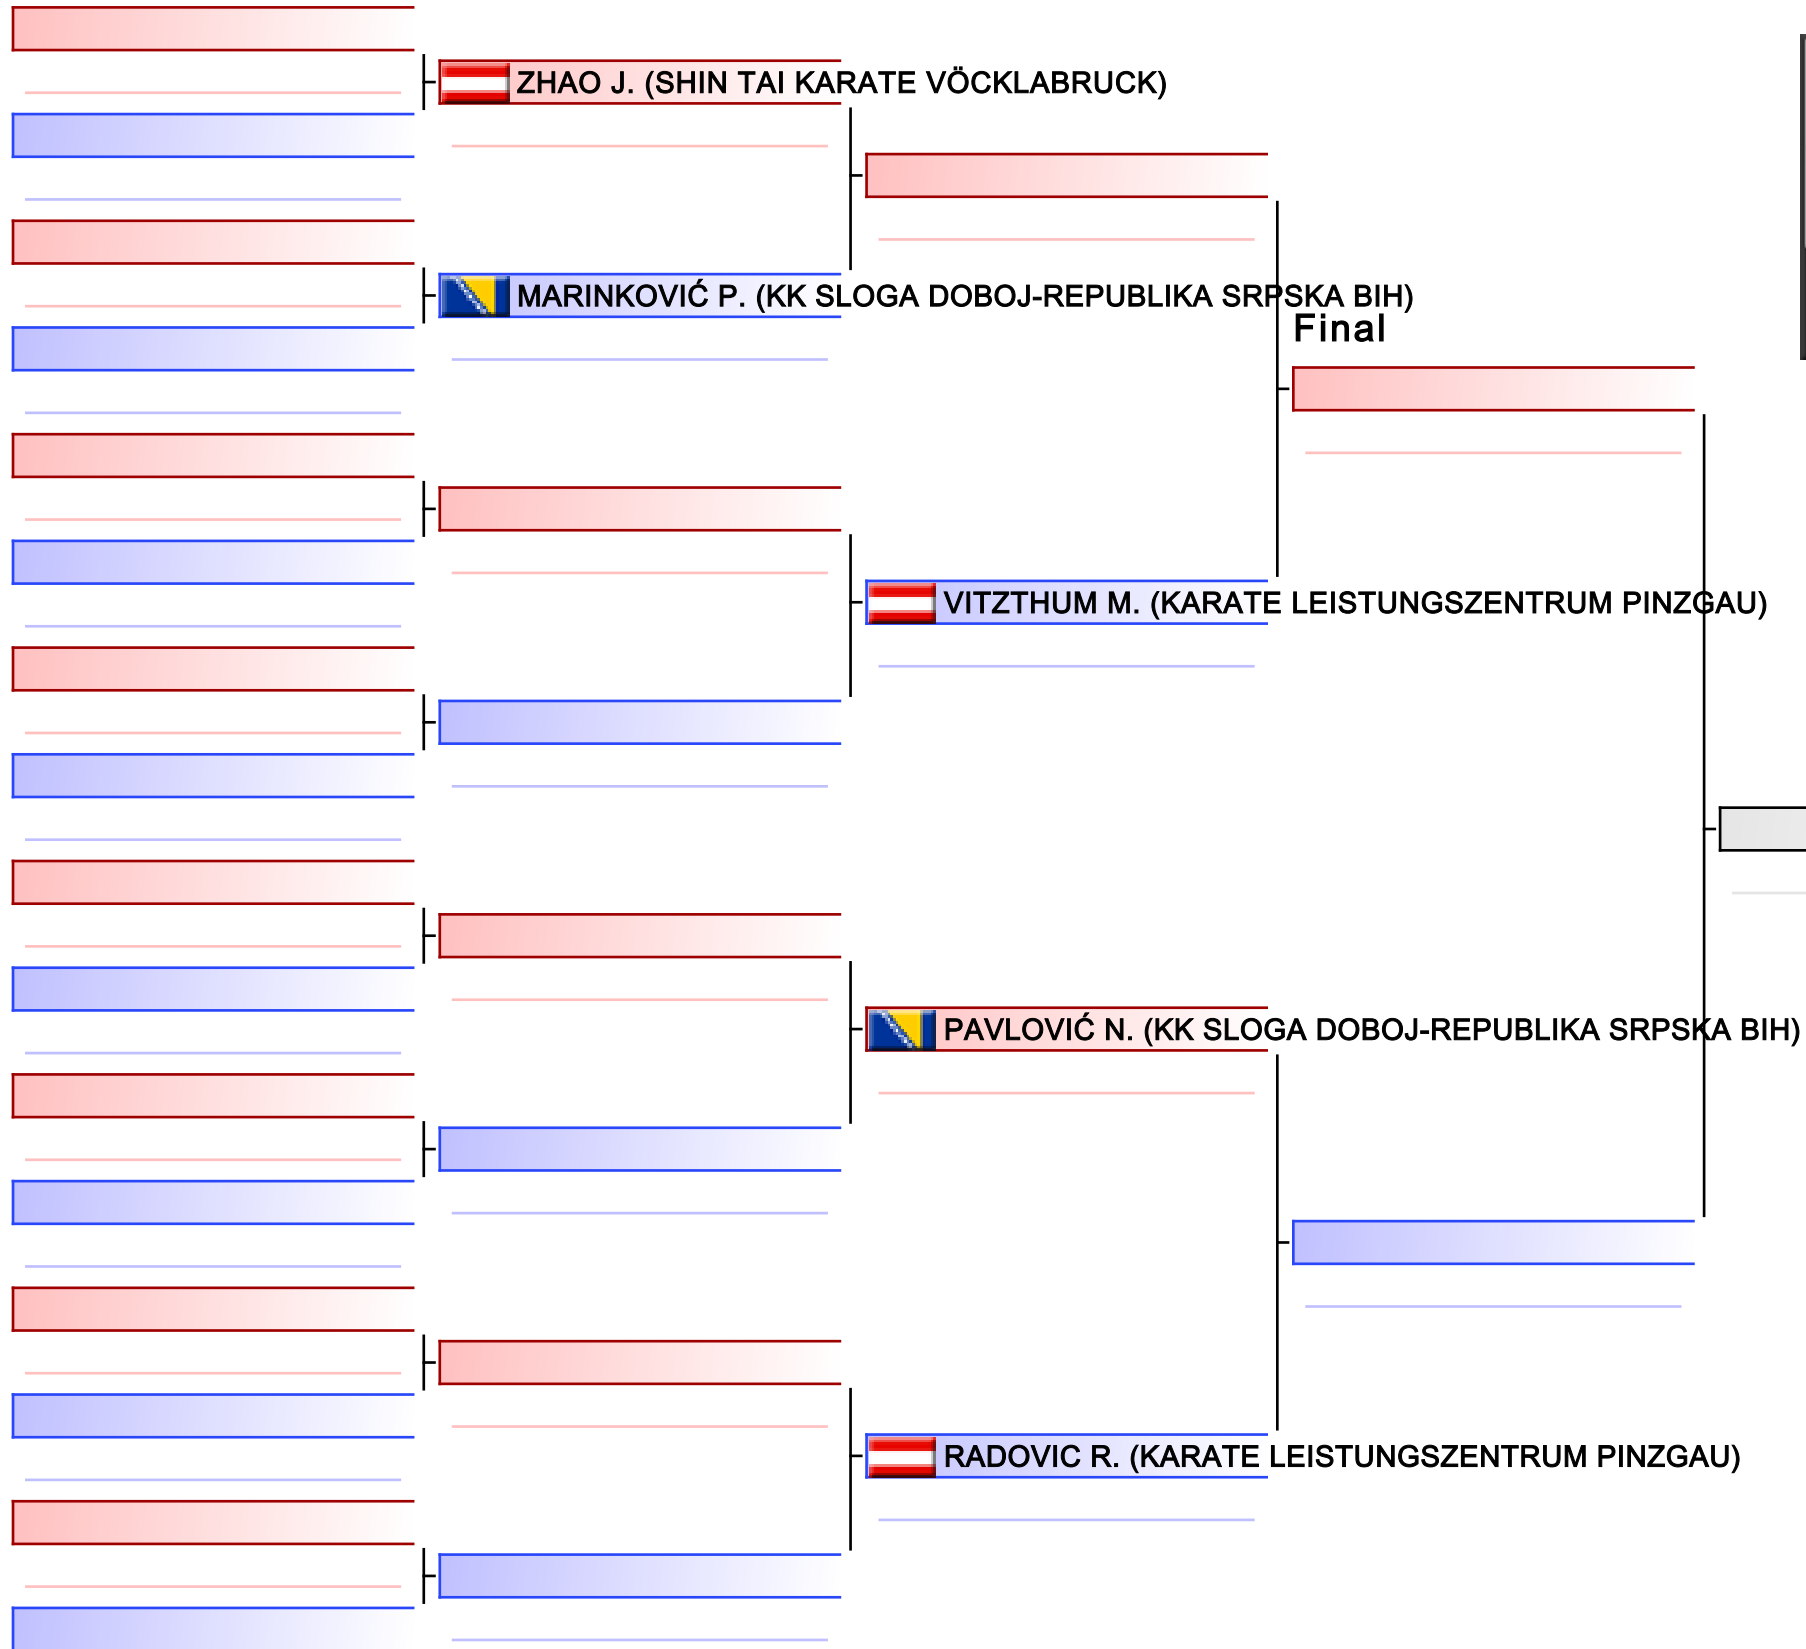 ZHAO J. (SHIN TAI KARATE VÖCKLABRUCK)
MARINKOVIĆ P. (KK SLOGA DOBOJ-REPUBLIKA SRPSKA BIH)
Final
VITZTHUM M. (KARATE LEISTUNGSZENTRUM PINZGAU)
PAVLOVIĆ N. (KK SLOGA DOBOJ-REPUBLIKA SRPSKA BIH)
RADOVIC R. (KARATE LEISTUNGSZENTRUM PINZGAU)